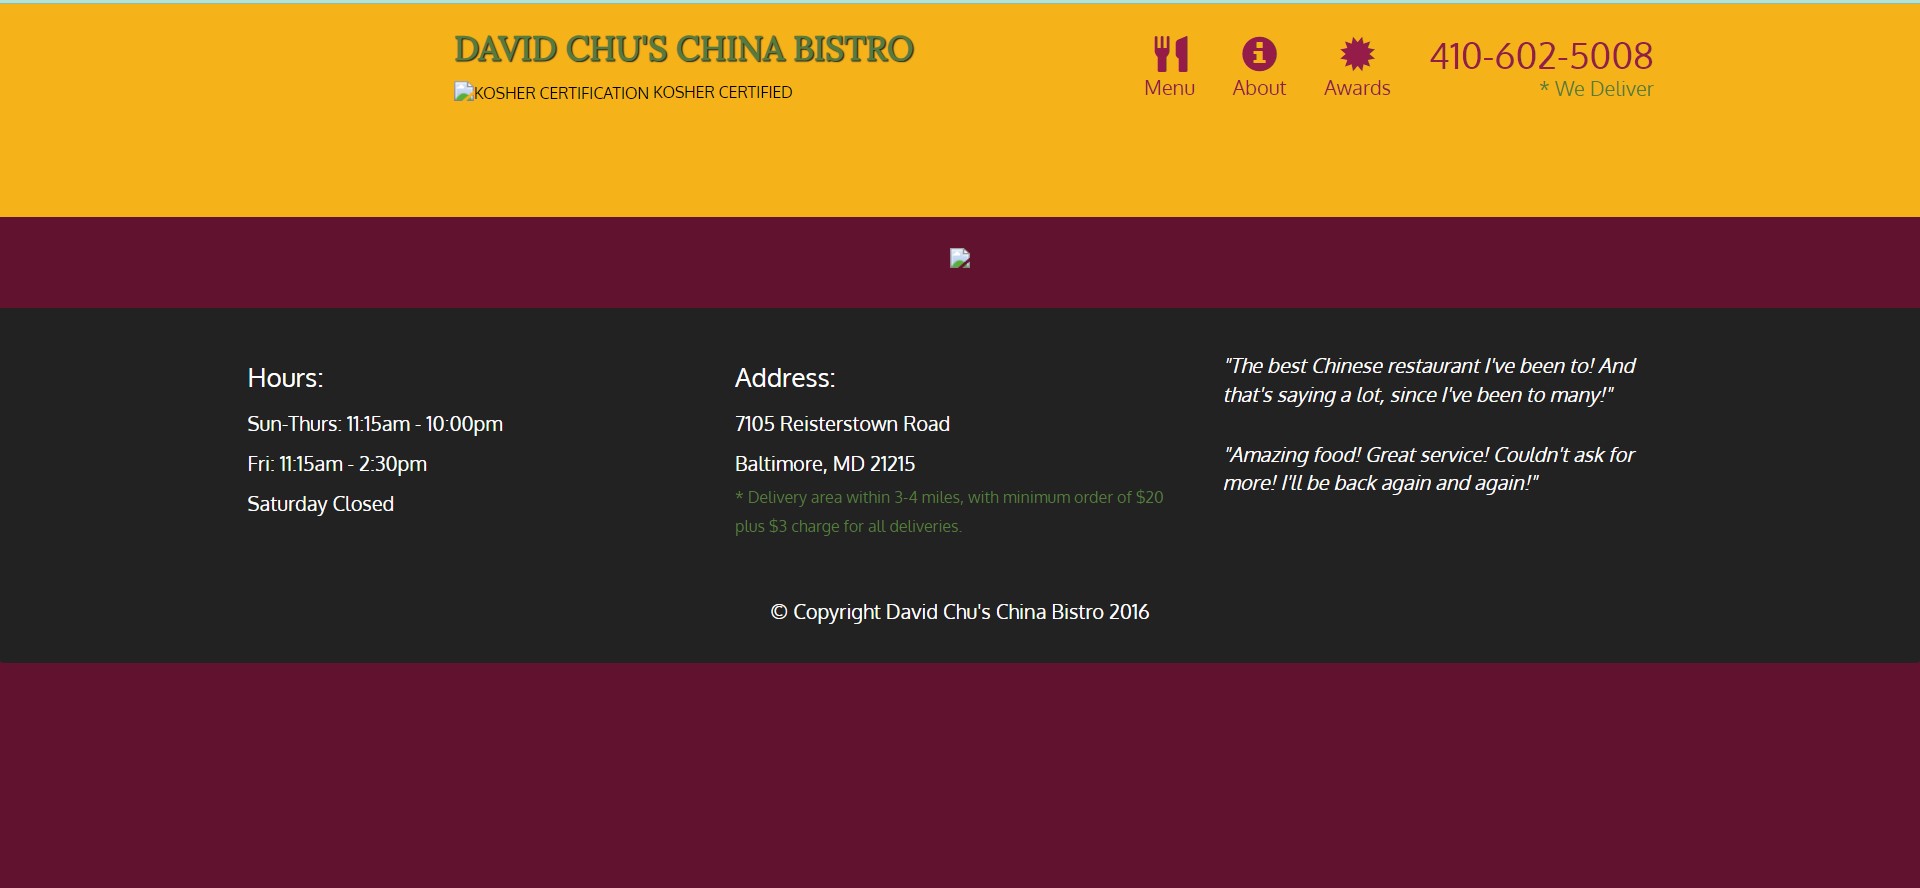 DAVID CHU'S CHINA BISTRO
KOSHER CERTIFICATION KOSHER CERTIFIED
Menu
About
Awards
410-602-5008
* We Deliver
Hours:
Sun-Thurs: 11:15am - 10:00pm
Fri: 11:15am - 2:30pm
Saturday Closed
Address:
7105 Reisterstown Road
Baltimore, MD 21215
* Delivery area within 3-4 miles, with minimum order of $20
plus $3 charge for all deliveries.
"The best Chinese restaurant I've been to! And
that's saying a lot, since I've been to many!"
"Amazing food! Great service! Couldn't ask for
more! I'll be back again and again!"
© Copyright David Chu's China Bistro 2016